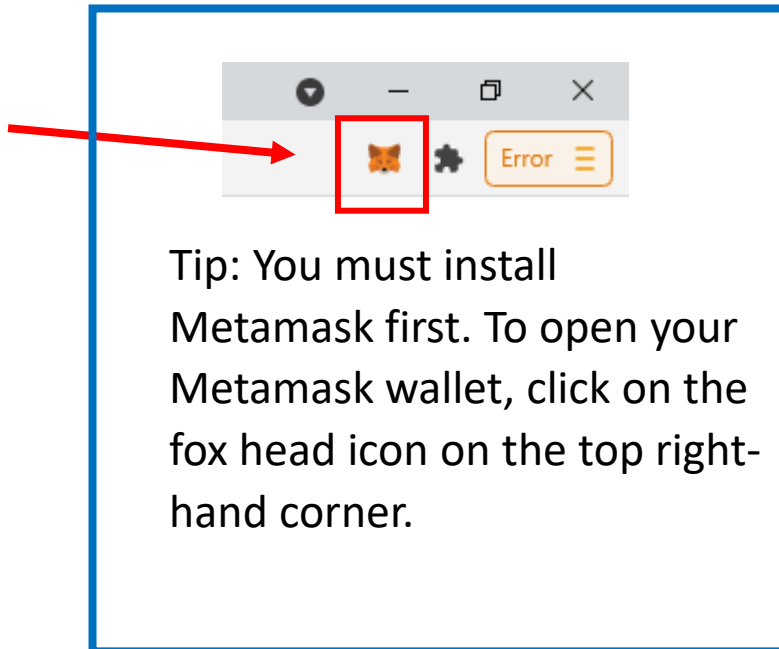 Error
Tip: You must install
Metamask first. To open your
Metamask wallet, click on the
fox head icon on the top right-
hand corner.